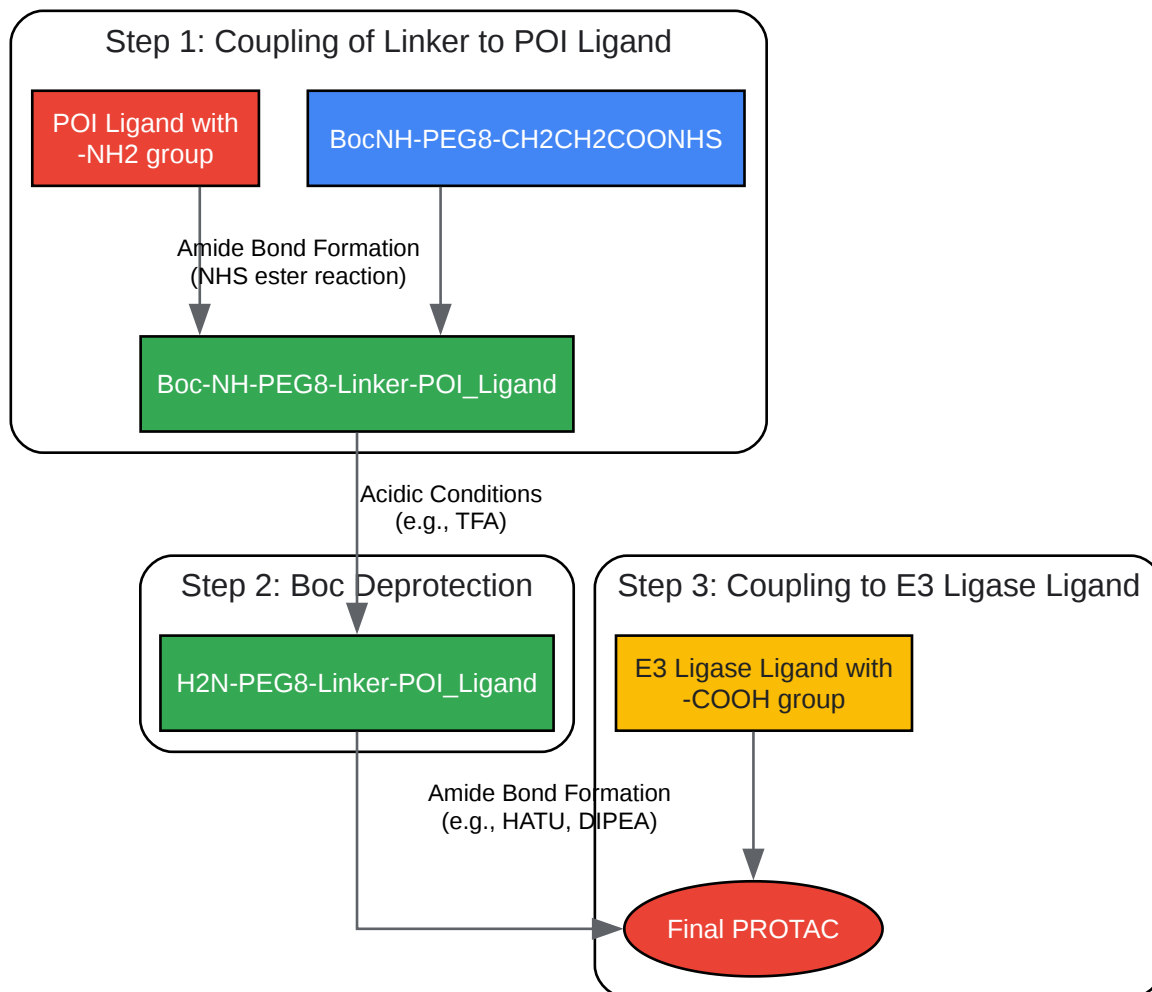 Step 1: Coupling of Linker to POI Ligand
POI Ligand with
-NH2 group
BocNH-PEG8-CH2CH2COONHS
Amide Bond Formation
(NHS ester reaction)
Boc-NH-PEG8-Linker-POI_Ligand
Acidic Conditions
(e.g., TFA)
Step 2: Boc Deprotection
H2N-PEG8-Linker-POI_Ligand
Step 3: Coupling to E3 Ligase Ligand
E3 Ligase Ligand with
-COOH group
Amide Bond Formation
(e.g., HATU, DIPEA)
Final PROTAC